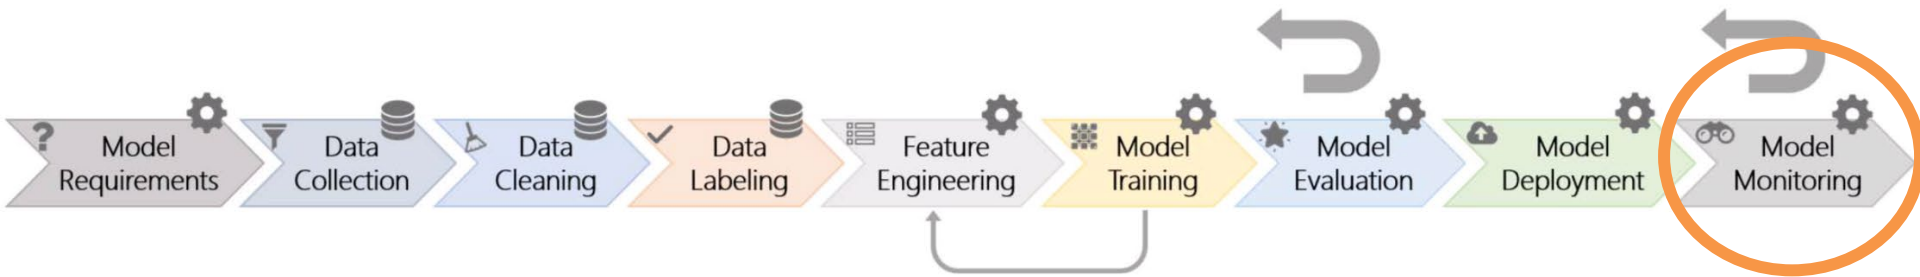 Model
Requirements
Data
Collection
Data
Cleaning
Data
Labeling
Feature
Engineering
Model
Training
Model
Evaluation
Model
Deployment
Model
Monitoring